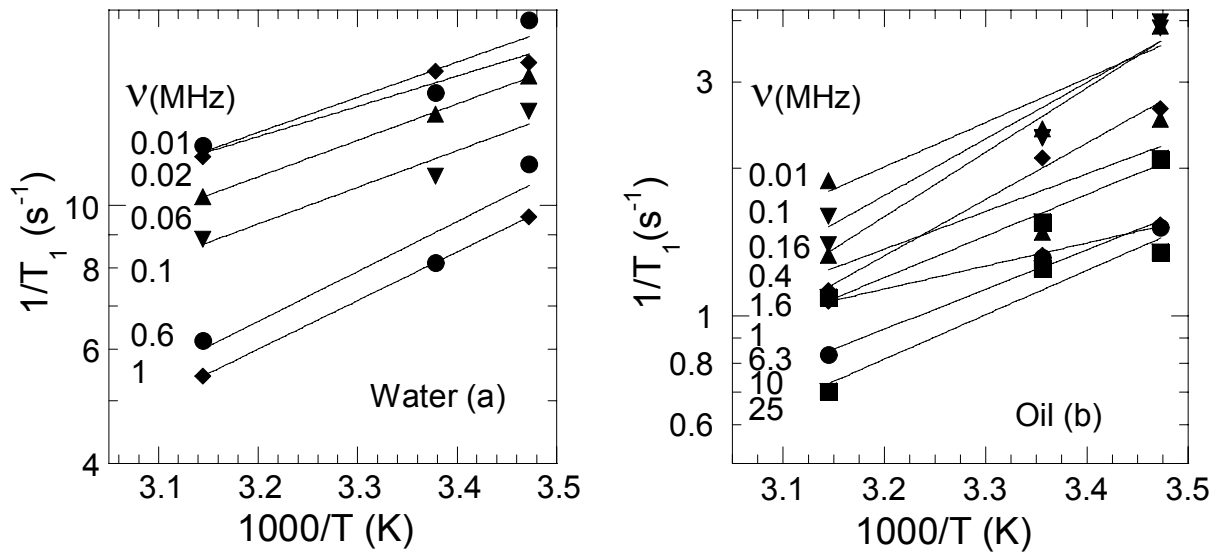 ν(MHz)
0.01
0.02
0.06
0.1
0.6
1
10
8
6
4
1/T1 (s-1)
Water (a)
3.1 3.2 3.3 3.4 3.5
1000/T (K)
ν(MHz)
0.01
0.1
0.16
0.4
1.6
1
6.3
10
25
3
2
1
0.8
0.6
1/T1(s-1)
Oil (b)
3.1 3.2 3.3 3.4 3.5
1000/T (K)